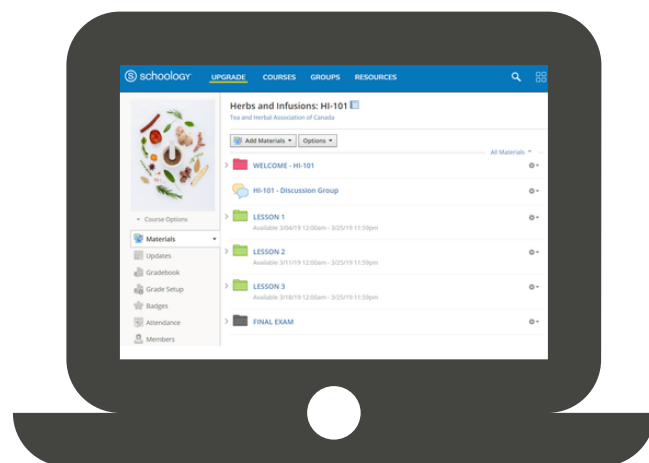 S schoology UPGRADE COURSES GROUPS RESOURCES
Herbs and Infusions: HI-101
Tea and Herbal Association of Canada
Add Materials Options
All Materials
WELCOME - HI-101
HI-101 - Discussion Group
Course Options
LESSON 1
Available 3/04/19 12:00am - 3/25/19 11:59pm
Materials
Updates
Gradebook
Grade Setup
Badges
Attendance
Members
LESSON 2
Available 3/11/19 12:00am - 3/25/19 11:59pm
LESSON 3
Available 3/18/19 12:00am - 3/25/19 11:59pm
FINAL EXAM